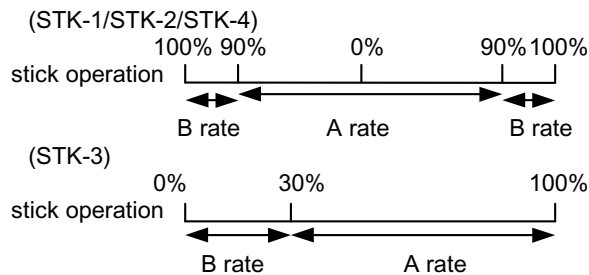 (STK-1/STK-2/STK-4)
100% 90% 0% 90% 100%
stick operation
B rate A rate B rate
(STK-3)
0% 30% 100%
stick operation
B rate A rate